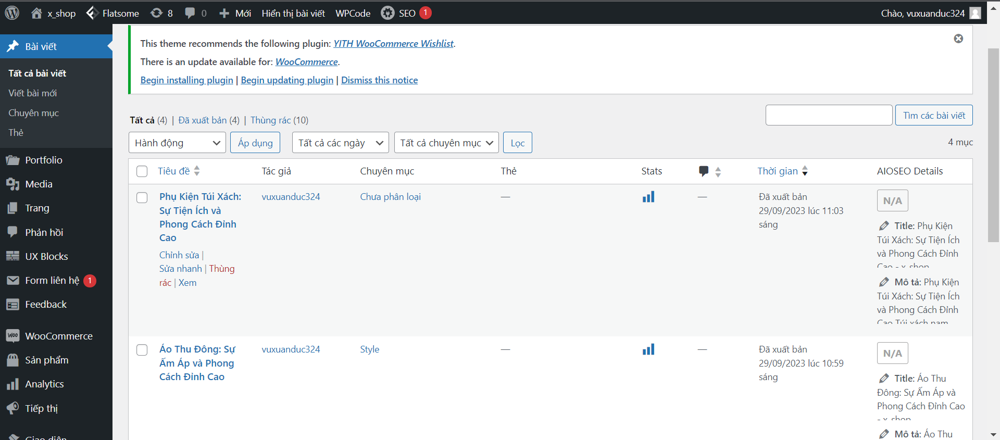 x_shop
Flatsome
8
0
Mới
Hiển thị bài viết
WPCode
SEO
1
Chào, vuxuanduc324
Bài viết
Tất cả bài viết
Viết bài mới
Chuyên mục
Thẻ
Portfolio
Media
Trang
Phản hồi
UX Blocks
Form liên hệ 1
Feedback
WooCommerce
Sản phẩm
Analytics
Tiếp thị
Giao diện
This theme recommends the following plugin: YITH WooCommerce Wishlist.
There is an update available for: WooCommerce.
Begin installing plugin | Begin updating plugin | Dismiss this notice
Tất cả (4) | Đã xuất bản (4) | Thùng rác (10)
Tìm các bài viết
Hành động
Áp dụng
Tất cả các ngày
Tất cả chuyên mục
Lọc
4 mục
Tiêu đề
Tác giả
Chuyên mục
Thẻ
Stats
Thời gian
AIOSEO Details
Phụ Kiện Túi Xách:
Sự Tiện Ích và
Phong Cách Đỉnh
Cao
Chỉnh sửa |
Sửa nhanh | Thùng
rác | Xem
vuxuanduc324
Chưa phân loại
—
—
Đã xuất bản
29/09/2023 lúc 11:03
sáng
N/A
Title: Phụ Kiện
Túi Xách: Sự Tiện Ích
và Phong Cách Đỉnh
Cao - x_shop
Mô tả: Phụ Kiện
Túi Xách: Sự Tiện Ích
và Phong Cách Đỉnh
Cao Túi xách nam
Áo Thu Đông: Sự
Ấm Áp và Phong
Cách Đỉnh Cao
vuxuanduc324
Style
—
—
Đã xuất bản
29/09/2023 lúc 10:59
sáng
N/A
Title: Áo Thu
Đông: Sự Ấm Áp và
Phong Cách Đỉnh Cao
- x_shop
Mô tả: Áo Thu